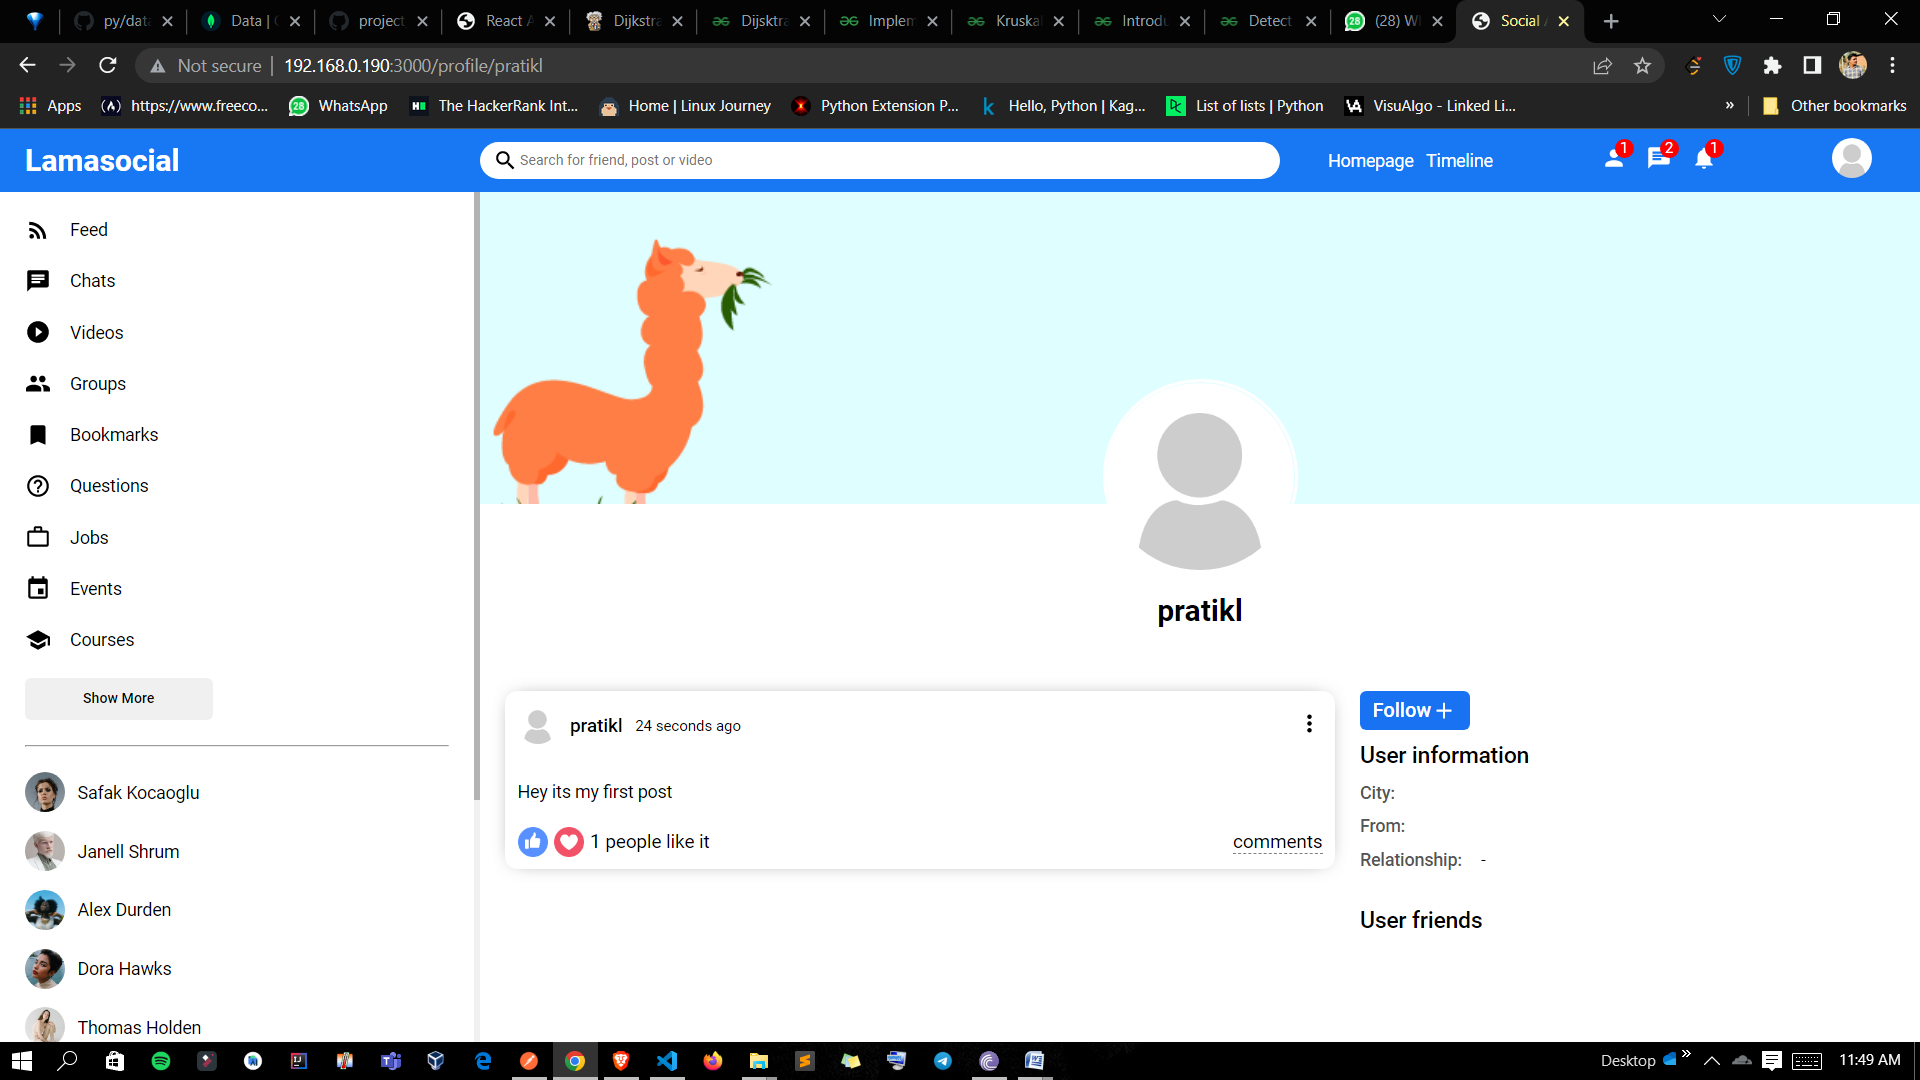 py/data
Data | 
project
React A
Dijkstra
Dijsktra
Implem
Kruskal
Introdu
Detect
(28) W
Social
Not secure | 192.168.0.190:3000/profile/pratikl
Apps
https://www.freeco...
28
WhatsApp
The HackerRank Int...
Home | Linux Journey
Python Extension P...
Hello, Python | Kag...
List of lists | Python
VisuAlgo - Linked Li...
»
Other bookmarks
Lamasocial
Search for friend, post or video
Homepage Timeline
1
2
1
Feed
Chats
Videos
Groups
Bookmarks
Questions
Jobs
Events
Courses
Show More
Safak Kocaoglu
Janell Shrum
Alex Durden
Dora Hawks
Thomas Holden
pratikl
pratikl 24 seconds ago
Hey its my first post
1 people like it
comments
Follow
User information
City:
From:
Relationship: -
User friends
Desktop
»
11:49 AM